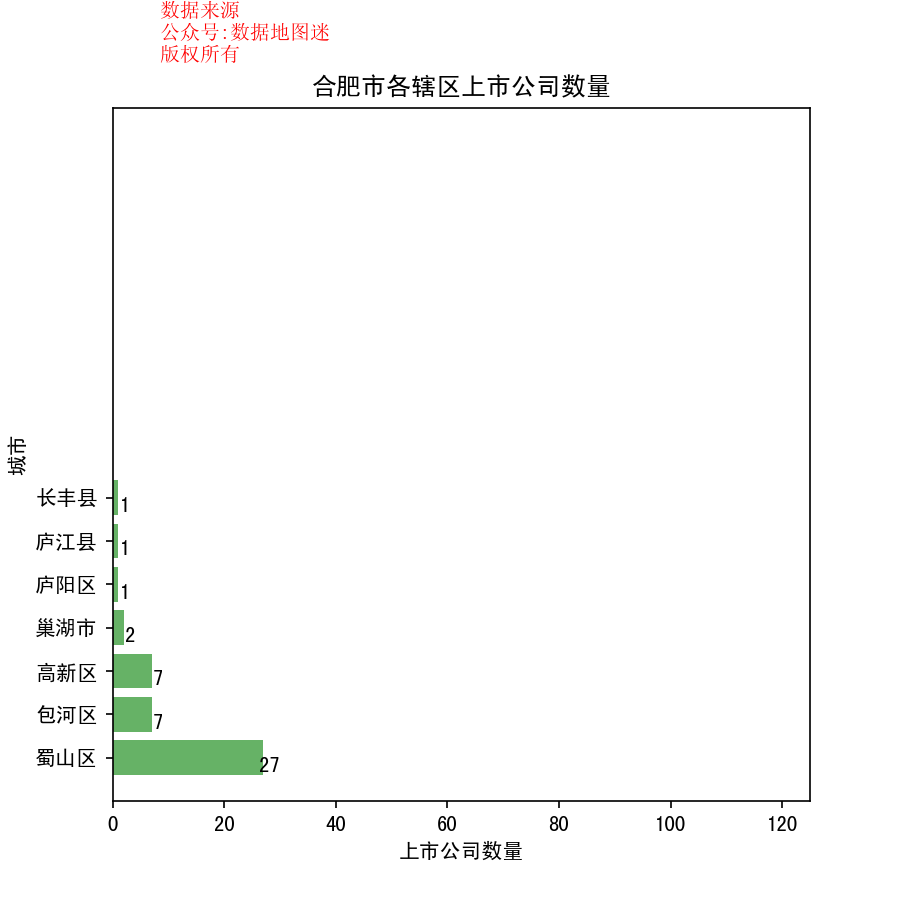 数据来源
公众号:数据地图迷
版权所有
合肥市各辖区上市公司数量
城市
长丰县 1
庐江县 1
庐阳区 1
巢湖市 2
高新区 7
包河区 7
蜀山区 27
0 20 40 60 80 100 120
上市公司数量